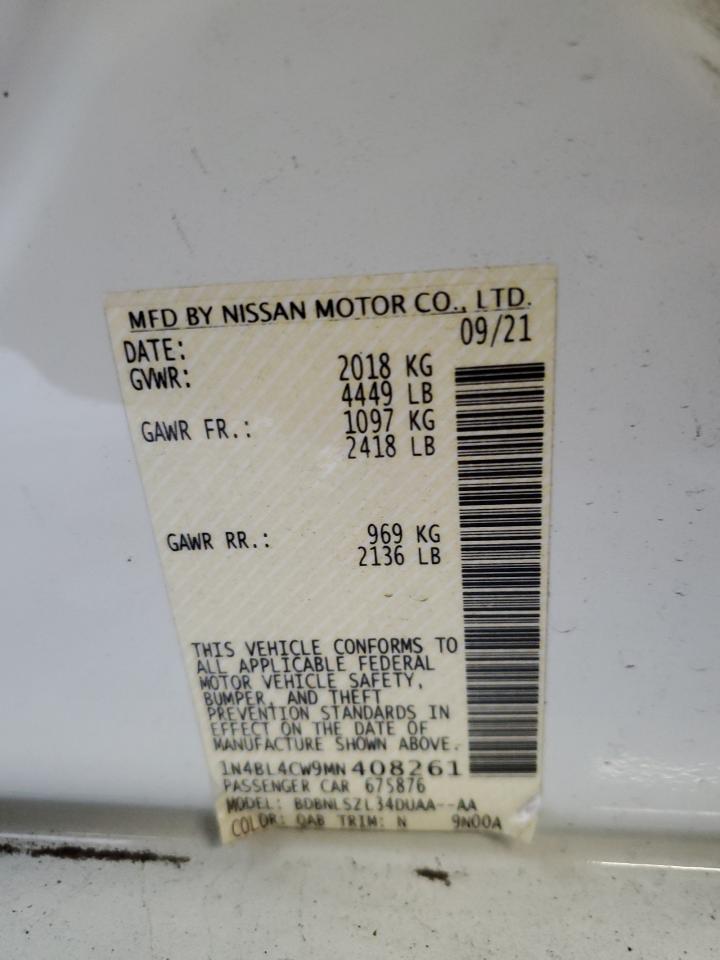 MFD BY NISSAN MOTOR CO., LTD.
DATE: 09/21
GVWR: 2018 KG
4449 LB
GAWR FR.: 1097 KG
2418 LB
GAWR RR.: 969 KG
2136 LB
THIS VEHICLE CONFORMS TO
ALL APPLICABLE FEDERAL
MOTOR VEHICLE SAFETY,
BUMPER, AND THEFT
PREVENTION STANDARDS IN
EFFECT ON THE DATE OF
MANUFACTURE SHOWN ABOVE.
1N4BL4CW9MN408261
PASSENGER CAR 675876
MODEL: BDBNLSZL34DUAA--AA
COLOR: QAB TRIM: N 9N00A